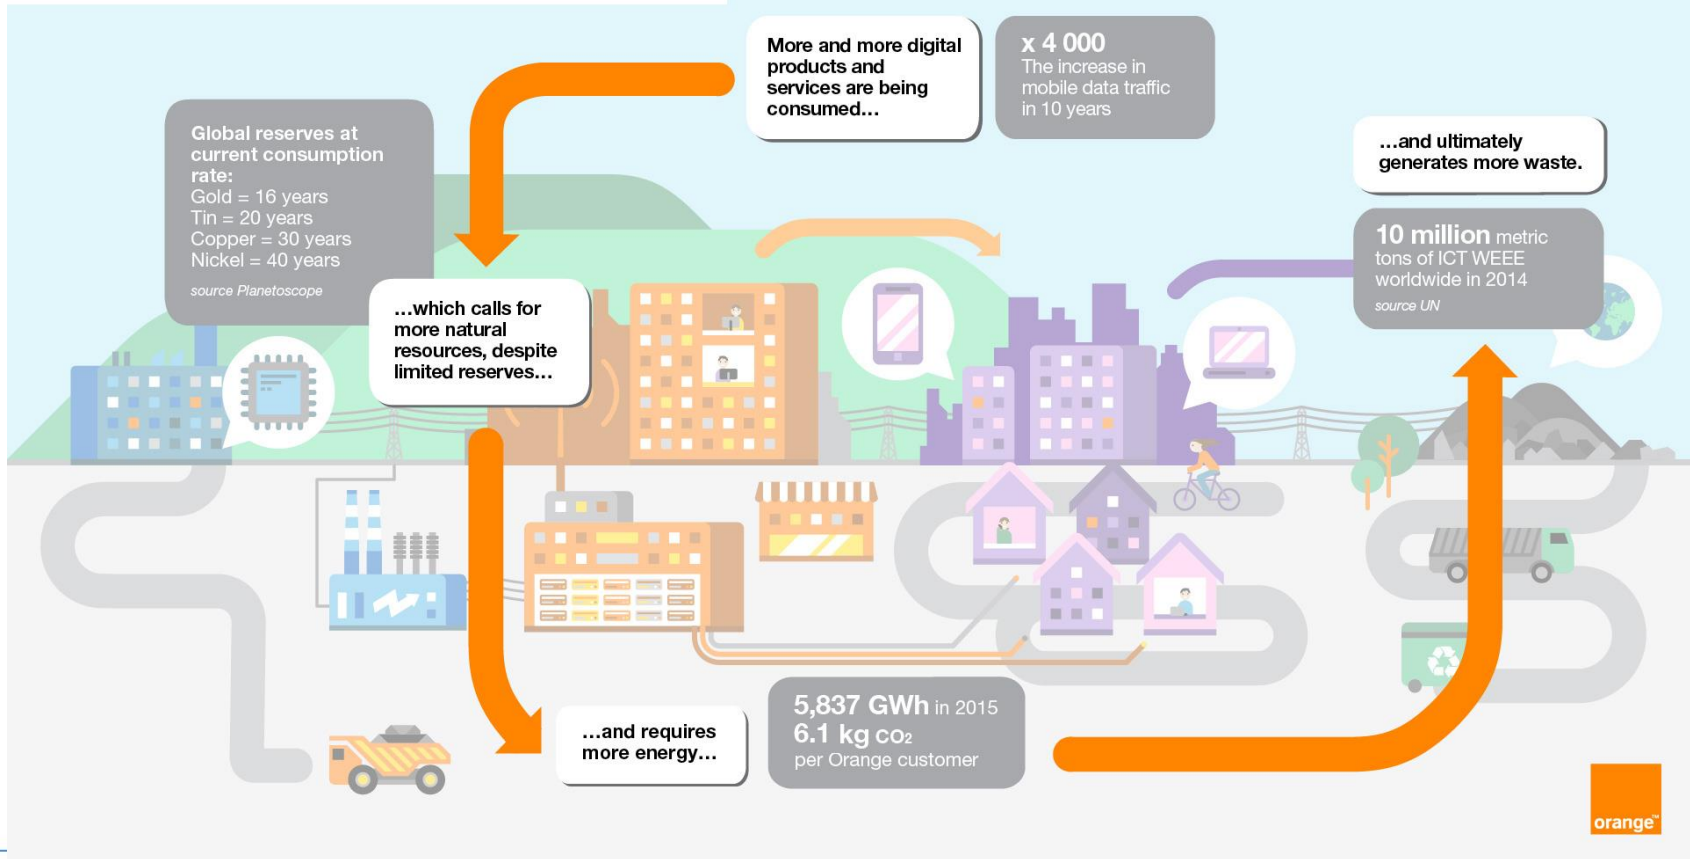 More and more digital
products and
services are being
consumed…
x 4 000
The increase in
mobile data traffic
in 10 years
Global reserves at
current consumption
rate:
Gold = 16 years
Tin = 20 years
Copper = 30 years
Nickel = 40 years
source Planetoscope
…which calls for
more natural
resources, despite
limited reserves…
…and requires
more energy…
5,837 GWh in 2015
6.1 kg CO₂
per Orange customer
…and ultimately
generates more waste.
10 million metric
tons of ICT WEEE
worldwide in 2014
source UN
orange™